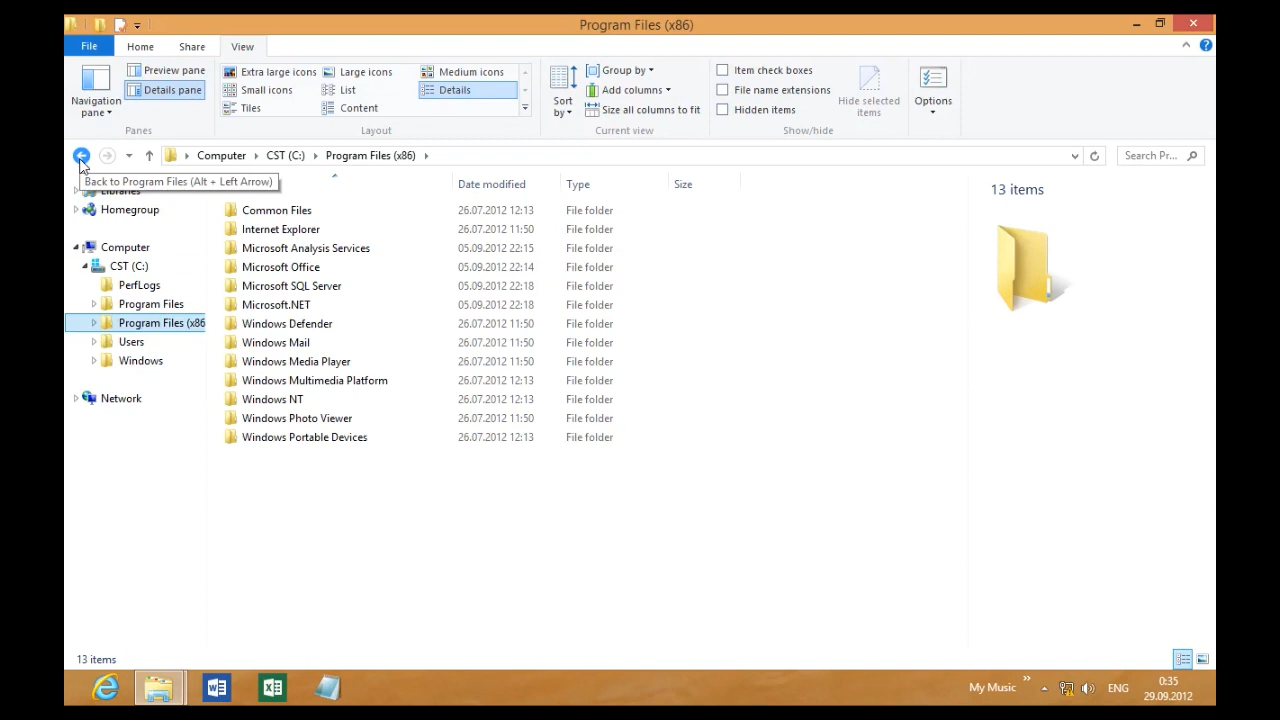 Program Files (x86)
File Home Share View
Navigation pane
Preview pane
Details pane
Panes
Extra large icons Large icons Medium icons
Small icons List Details
Tiles Content
Layout
Sort by
Group by
Add columns
Size all columns to fit
Current view
Item check boxes
File name extensions
Hidden items
Hide selected items
Show/hide
Options
Computer CST (C:) Program Files (x86)
Search Pr...
Back to Program Files (Alt + Left Arrow)
Libraries
Homegroup
Computer
CST (C:)
PerfLogs
Program Files
Program Files (x86
Users
Windows
Network
Date modified Type Size
Common Files 26.07.2012 12:13 File folder
Internet Explorer 26.07.2012 11:50 File folder
Microsoft Analysis Services 05.09.2012 22:15 File folder
Microsoft Office 05.09.2012 22:14 File folder
Microsoft SQL Server 05.09.2012 22:18 File folder
Microsoft.NET 05.09.2012 22:18 File folder
Windows Defender 26.07.2012 11:50 File folder
Windows Mail 26.07.2012 11:50 File folder
Windows Media Player 26.07.2012 11:50 File folder
Windows Multimedia Platform 26.07.2012 12:13 File folder
Windows NT 26.07.2012 12:13 File folder
Windows Photo Viewer 26.07.2012 11:50 File folder
Windows Portable Devices 26.07.2012 12:13 File folder
13 items
13 items
My Music » ENG 0:35
29.09.2012